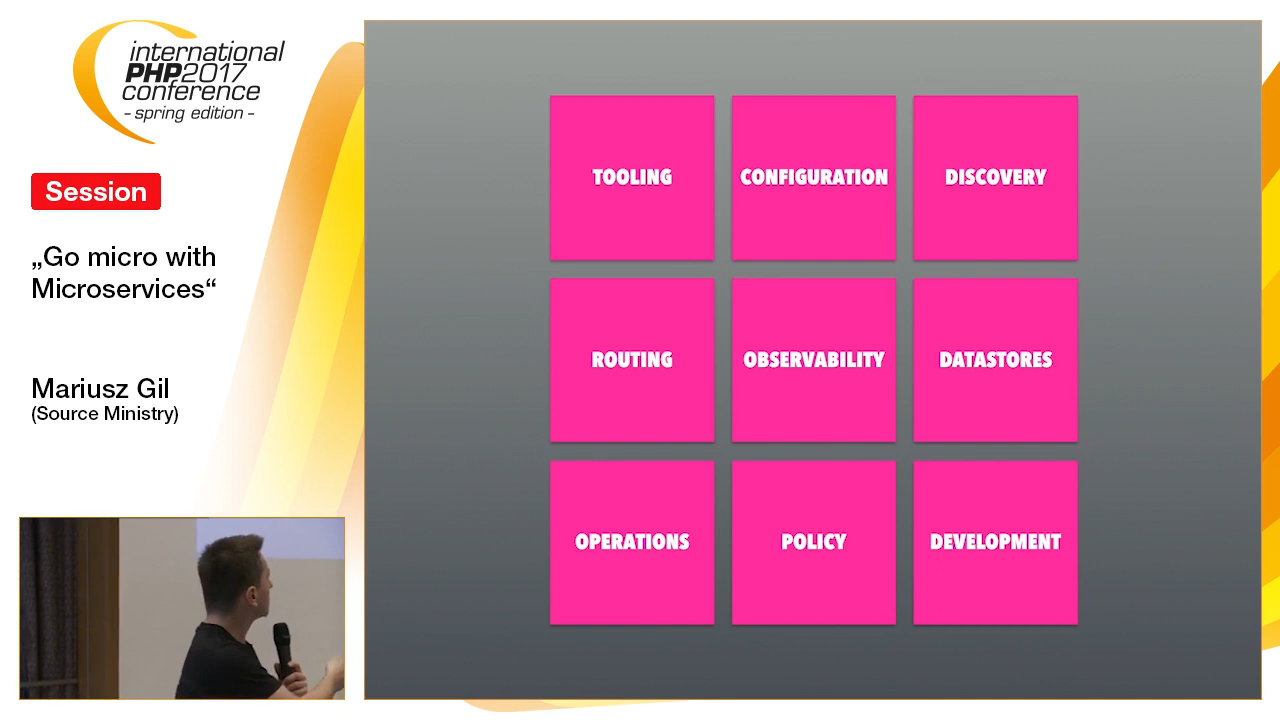 international
PHP2017
conference
- spring edition -
Session
„Go micro with
Microservices“
Mariusz Gil
(Source Ministry)
TOOLING
CONFIGURATION
DISCOVERY
ROUTING
OBSERVABILITY
DATASTORES
OPERATIONS
POLICY
DEVELOPMENT